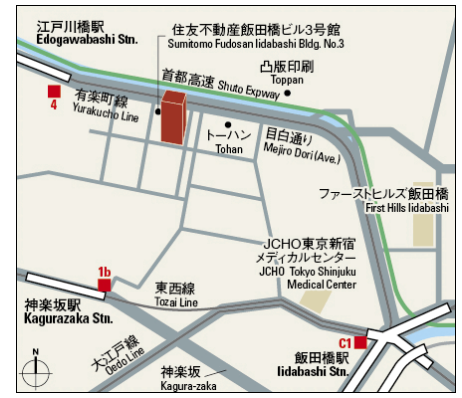 江戸川橋駅
Edogawabashi Stn.
住友不動産飯田橋ビル3号館
Sumitomo Fudosan Iidabashi Bldg. No.3
首都高速 Shuto Expway
凸版印刷
Toppan
4
有楽町線
Yurakucho Line
トーハン
Tohan
目白通り
Mejiro Dori (Ave.)
ファーストヒルズ飯田橋
First Hills Iidabashi
JCHO東京新宿
メディカルセンター
JCHO Tokyo Shinjuku
Medical Center
1b
東西線
Tozai Line
神楽坂駅
Kagurazaka Stn.
大江戸線
Oedo Line
神楽坂
Kagura-zaka
C1
飯田橋駅
Iidabashi Stn.
N